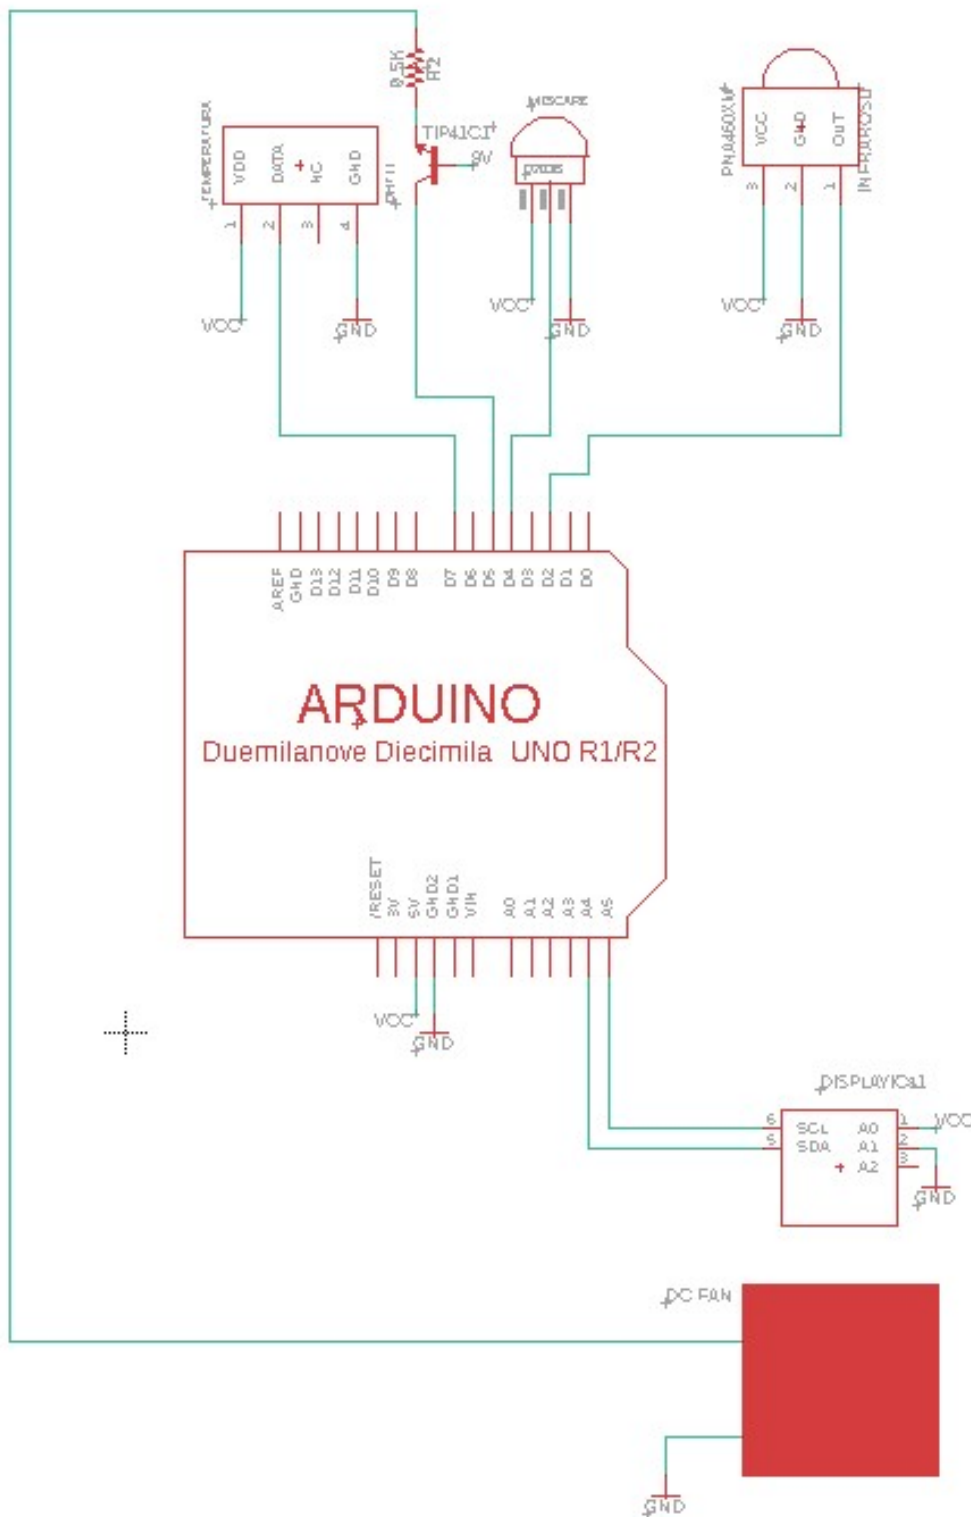 0.5K
R2
MISCARE
TEMPERATURA
VDD
DATA
NC
GND
DHT11
1
2
3
4
VCC
GND
TIP41C1
9V
VCC
GND
PNA460XM
VCC
GND
OUT
INFRAROSU
3
2
1
VCC
GND
AREF
GND
D13
D12
D11
D10
D9
D8
D7
D6
D5
D4
D3
D2
D1
D0
ARDUINO
Duemilanove Diecimila UNO R1/R2
/RESET
3V
5V
GND2
GND1
VIN
A0
A1
A2
A3
A4
A5
VCC
GND
6
SCL
A0
1
VCC
5
SDA
A1
2
A2
3
GND
DC FAN
GND